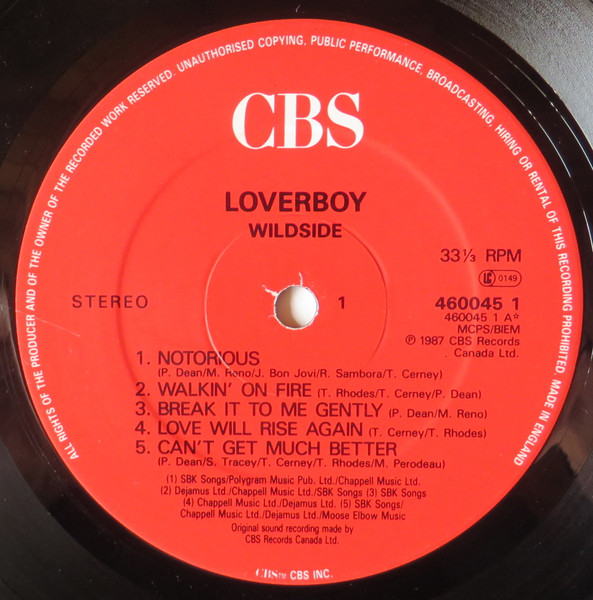 ALL RIGHTS OF THE PRODUCER AND OF THE OWNER OF THE RECORDED WORK RESERVED. UNAUTHORISED COPYING, PUBLIC PERFORMANCE, BROADCASTING, HIRING OR RENTAL OF THIS RECORDING PROHIBITED MADE IN ENGLAND
CBS
LOVERBOY
WILDSIDE
33⅓ RPM
LC 0149
STEREO
1
460045 1
460045 1 A☆
MCPS/BIEM
℗ 1987 CBS Records
Canada Ltd.
1. NOTORIOUS
(P. Dean/M. Reno/J. Bon Jovi/R. Sambora/T. Cerney)
2. WALKIN' ON FIRE (T. Rhodes/T. Cerney/P. Dean)
3. BREAK IT TO ME GENTLY (P. Dean/M. Reno)
4. LOVE WILL RISE AGAIN (T. Cerney/T. Rhodes)
5. CAN'T GET MUCH BETTER
(P. Dean/S. Tracey/T. Cerney/T. Rhodes/M. Perodeau)
(1) SBK Songs/Polygram Music Pub. Ltd./Chappell Music Ltd.
(2) Dejamus Ltd./Chappell Music Ltd./SBK Songs (3) SBK Songs
(4) Chappell Music Ltd./Dejamus Ltd. (5) SBK Songs/
Chappell Music Ltd./Dejamus Ltd./Moose Elbow Music
Original sound recording made by
CBS Records Canada Ltd.
CBS™ CBS INC.